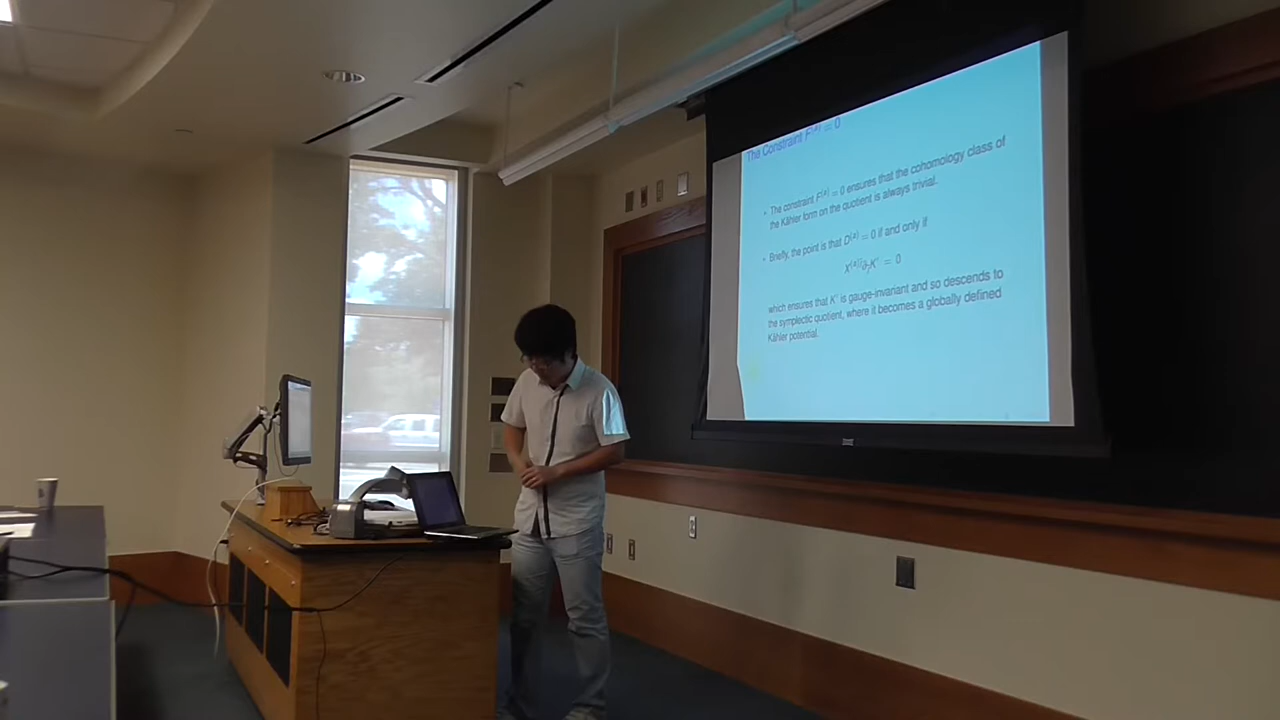 The Constraint F⁽ᵃ⁾ = 0
• The constraint F⁽ᵃ⁾ = 0 ensures that the cohomology class of
the Kähler form on the quotient is always trivial.
• Briefly, the point is that D⁽ᵃ⁾ = 0 if and only if
X⁽ᵃ⁾ʲ̄∂ⱼ̄K′ = 0
which ensures that K′ is gauge-invariant and so descends to
the symplectic quotient, where it becomes a globally defined
Kähler potential.